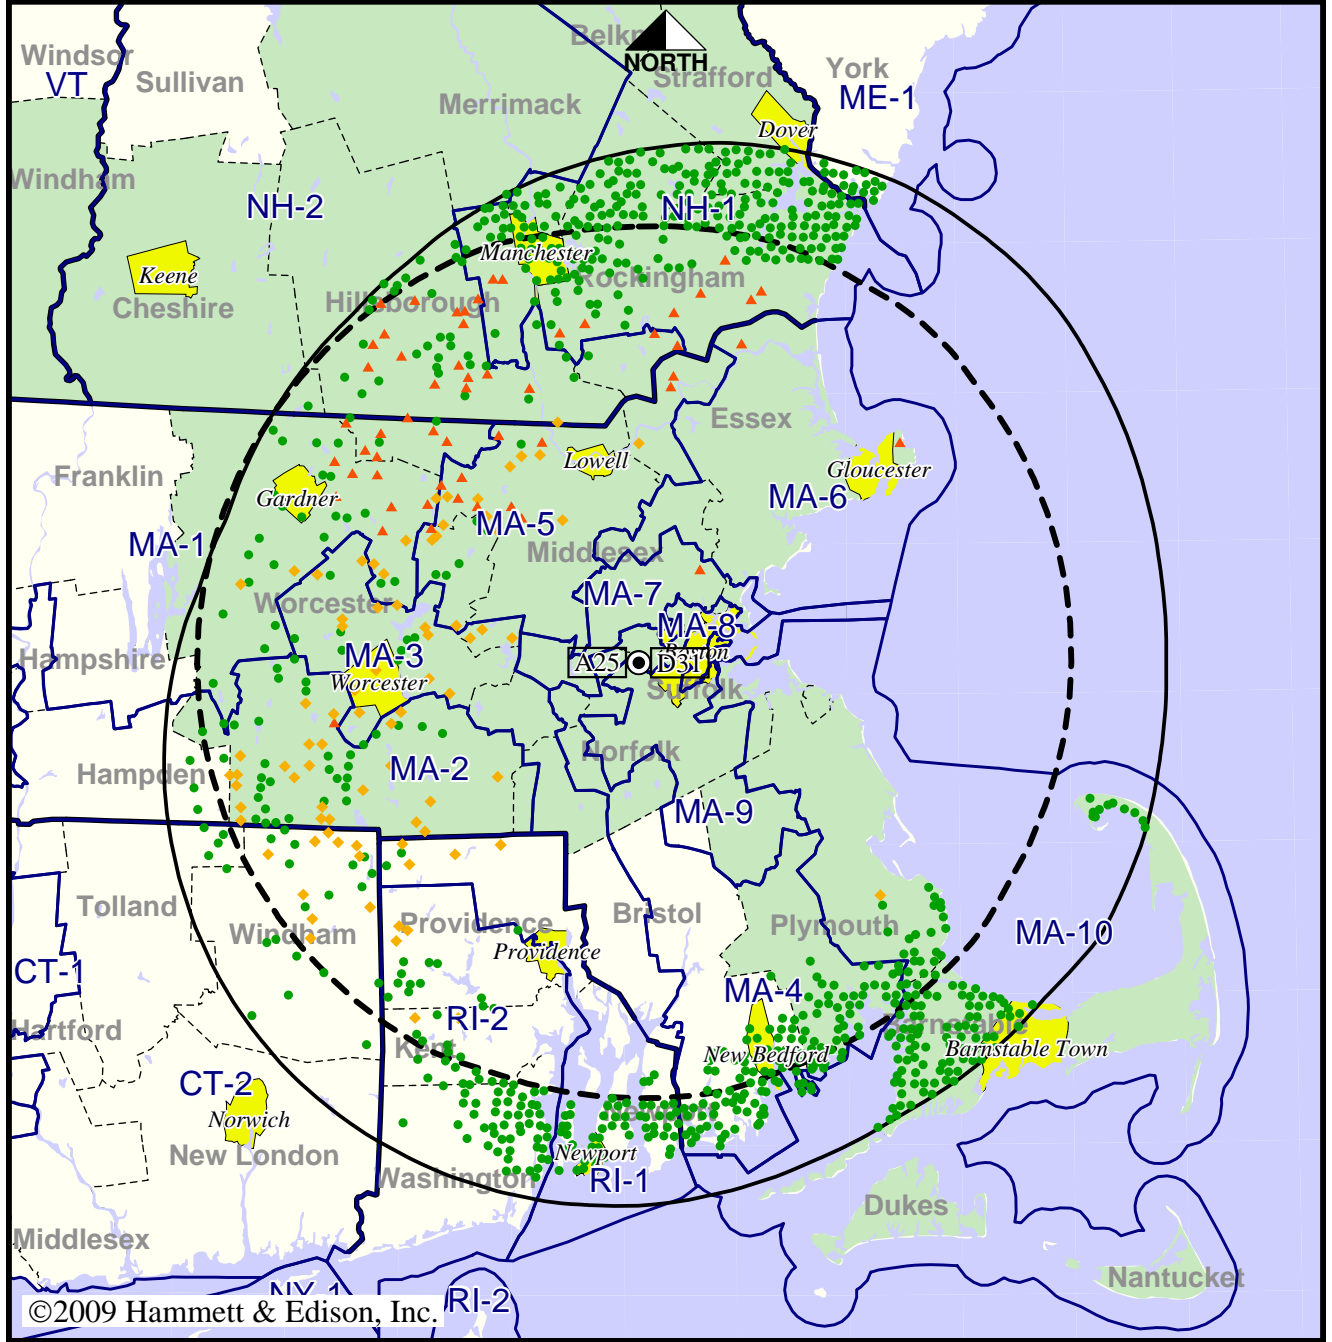 Belkn
Windsor
NORTH
York
VT
Sullivan
Strafford
ME-1
Merrimack
Dover
Windham
NH-2
NH-1
Manchester
Keene
Rockingham
Cheshire
Hillsborough
Essex
Lowell
Franklin
Gloucester
Gardner
MA-6
MA-5
MA-1
Middlesex
MA-7
Worcester
MA-8
Boston
Hampshire
MA-3
A25
D31
Worcester
Suffolk
Norfolk
Hampden
MA-2
MA-9
Tolland
Bristol
Providence
Plymouth
Windham
MA-10
Providence
CT-1
MA-4
RI-2
Hartford
Barnstable
Kent
New Bedford
Barnstable Town
CT-2
Newport
Norwich
New London
Newport
Washington
RI-1
Dukes
Middlesex
Nantucket
NY-1
RI-2
©2009 Hammett & Edison, Inc.